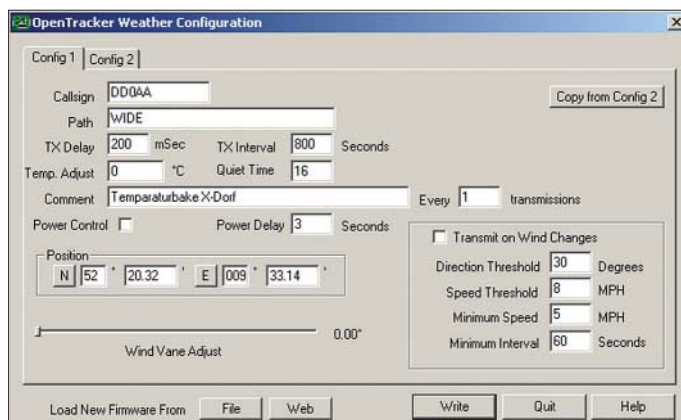 OpenTracker Weather Configuration
Config 1 Config 2
Callsign DD0AA Copy from Config 2
Path WIDE
TX Delay 200 mSec TX Interval 800 Seconds
Temp. Adjust 0 °C Quiet Time 16
Comment Temparaturbake X-Dorf Every 1 transmissions
Power Control Power Delay 3 Seconds
Transmit on Wind Changes
Position
N 52 ° 20.32 ' E 009 ° 33.14 '
Direction Threshold 30 Degrees
Speed Threshold 8 MPH
Minimum Speed 5 MPH
Minimum Interval 60 Seconds
0.00°
Wind Vane Adjust
Load New Firmware From File Web Write Quit Help